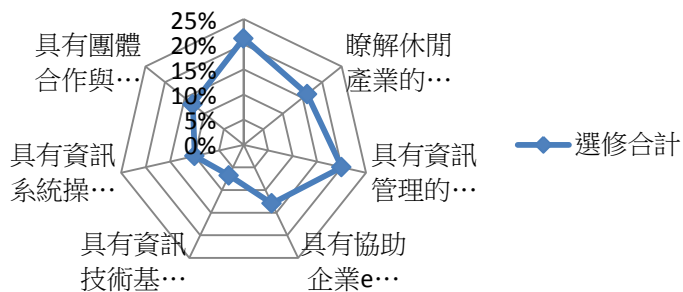 25%
20%
15%
10%
5%
0%
瞭解休閒
產業的…
具有資訊
管理的…
具有協助
企業e…
具有資訊
技術基…
具有資訊
系統操…
具有團體
合作與…
選修合計